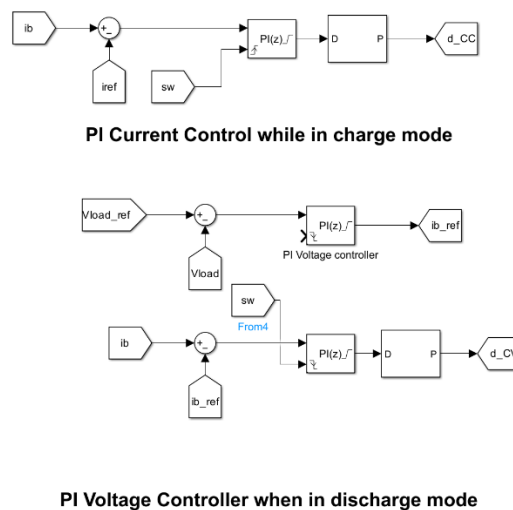 ib
+
−
PI(z)
D P
d_CC
iref
sw
PI Current Control while in charge mode
Vload_ref
+
−
PI(z)
ib_ref
PI Voltage controller
Vload
sw
From4
ib
+
−
PI(z)
D P
d_CV
ib_ref
PI Voltage Controller when in discharge mode